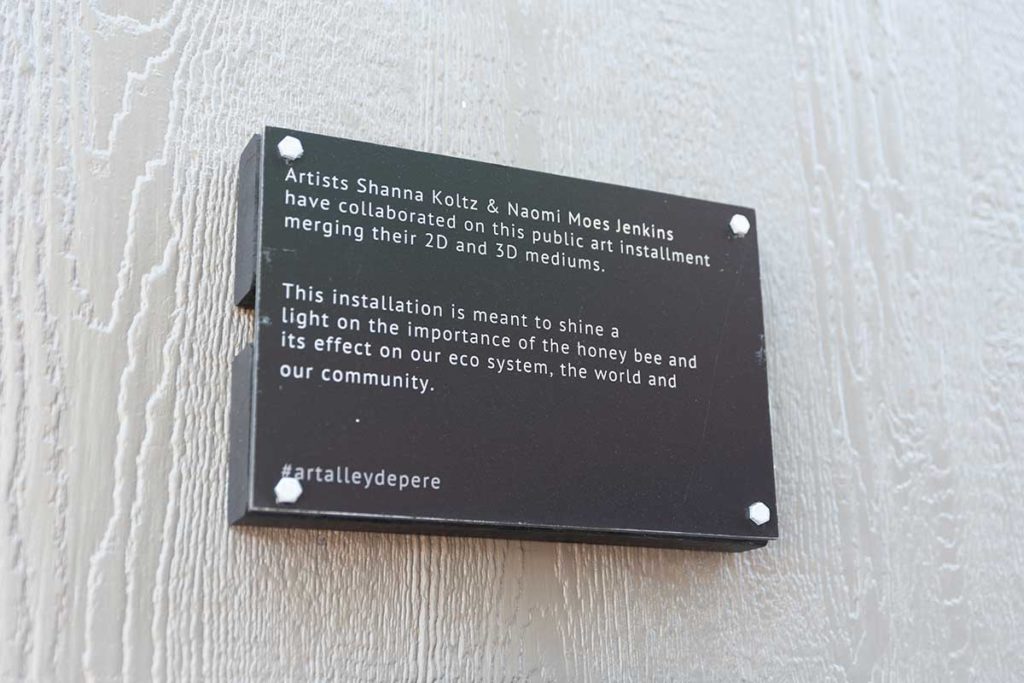 Artists Shanna Koltz & Naomi Moes Jenkins
have collaborated on this public art installment
merging their 2D and 3D mediums.
This installation is meant to shine a
light on the importance of the honey bee and
its effect on our eco system, the world and
our community.
#artalleydepere